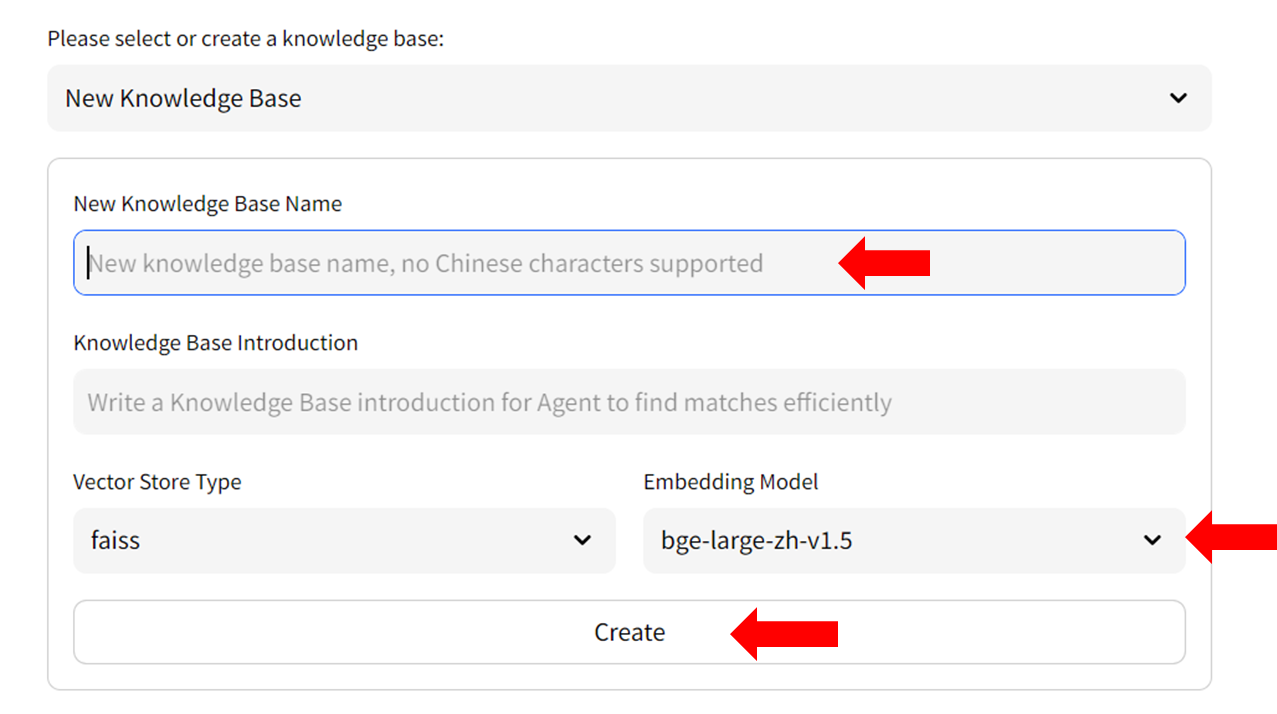 Please select or create a knowledge base:
New Knowledge Base
New Knowledge Base Name
New knowledge base name, no Chinese characters supported
Knowledge Base Introduction
Write a Knowledge Base introduction for Agent to find matches efficiently
Vector Store Type
Embedding Model
faiss
bge-large-zh-v1.5
Create